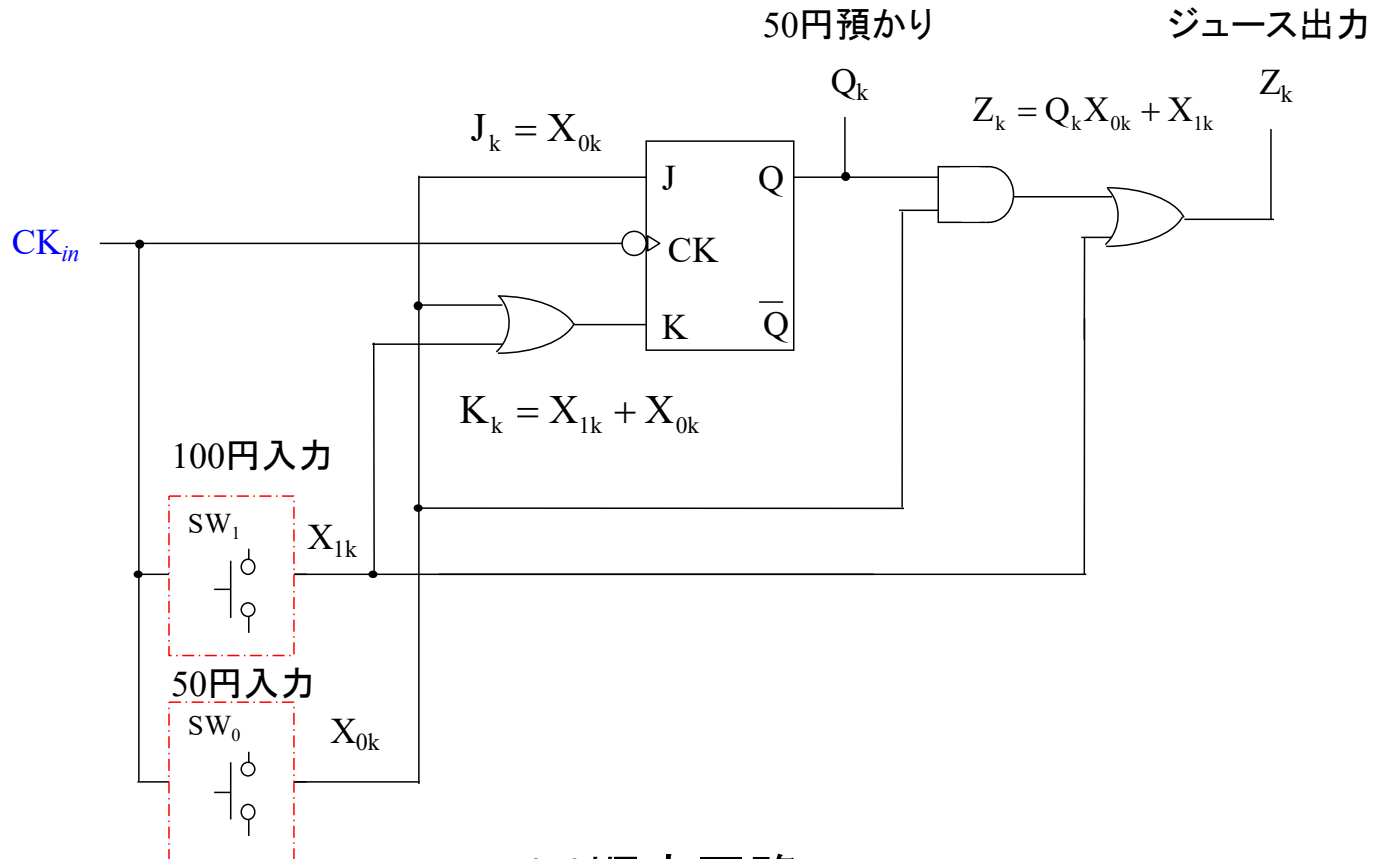 50円預かり
ジュース出力
Q_k
Z_k
Z_k = Q_k X_0k + X_1k
J_k = X_0k
J
Q
CK_in
CK
K
Q̅
K_k = X_1k + X_0k
100円入力
SW_1
X_1k
50円入力
SW_0
X_0k